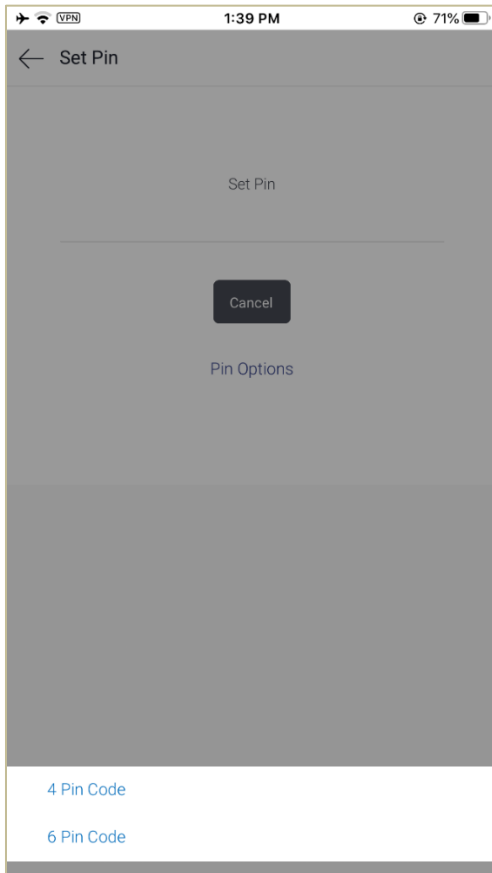 VPN 1:39 PM 71%
Set Pin
Set Pin
Cancel
Pin Options
4 Pin Code
6 Pin Code